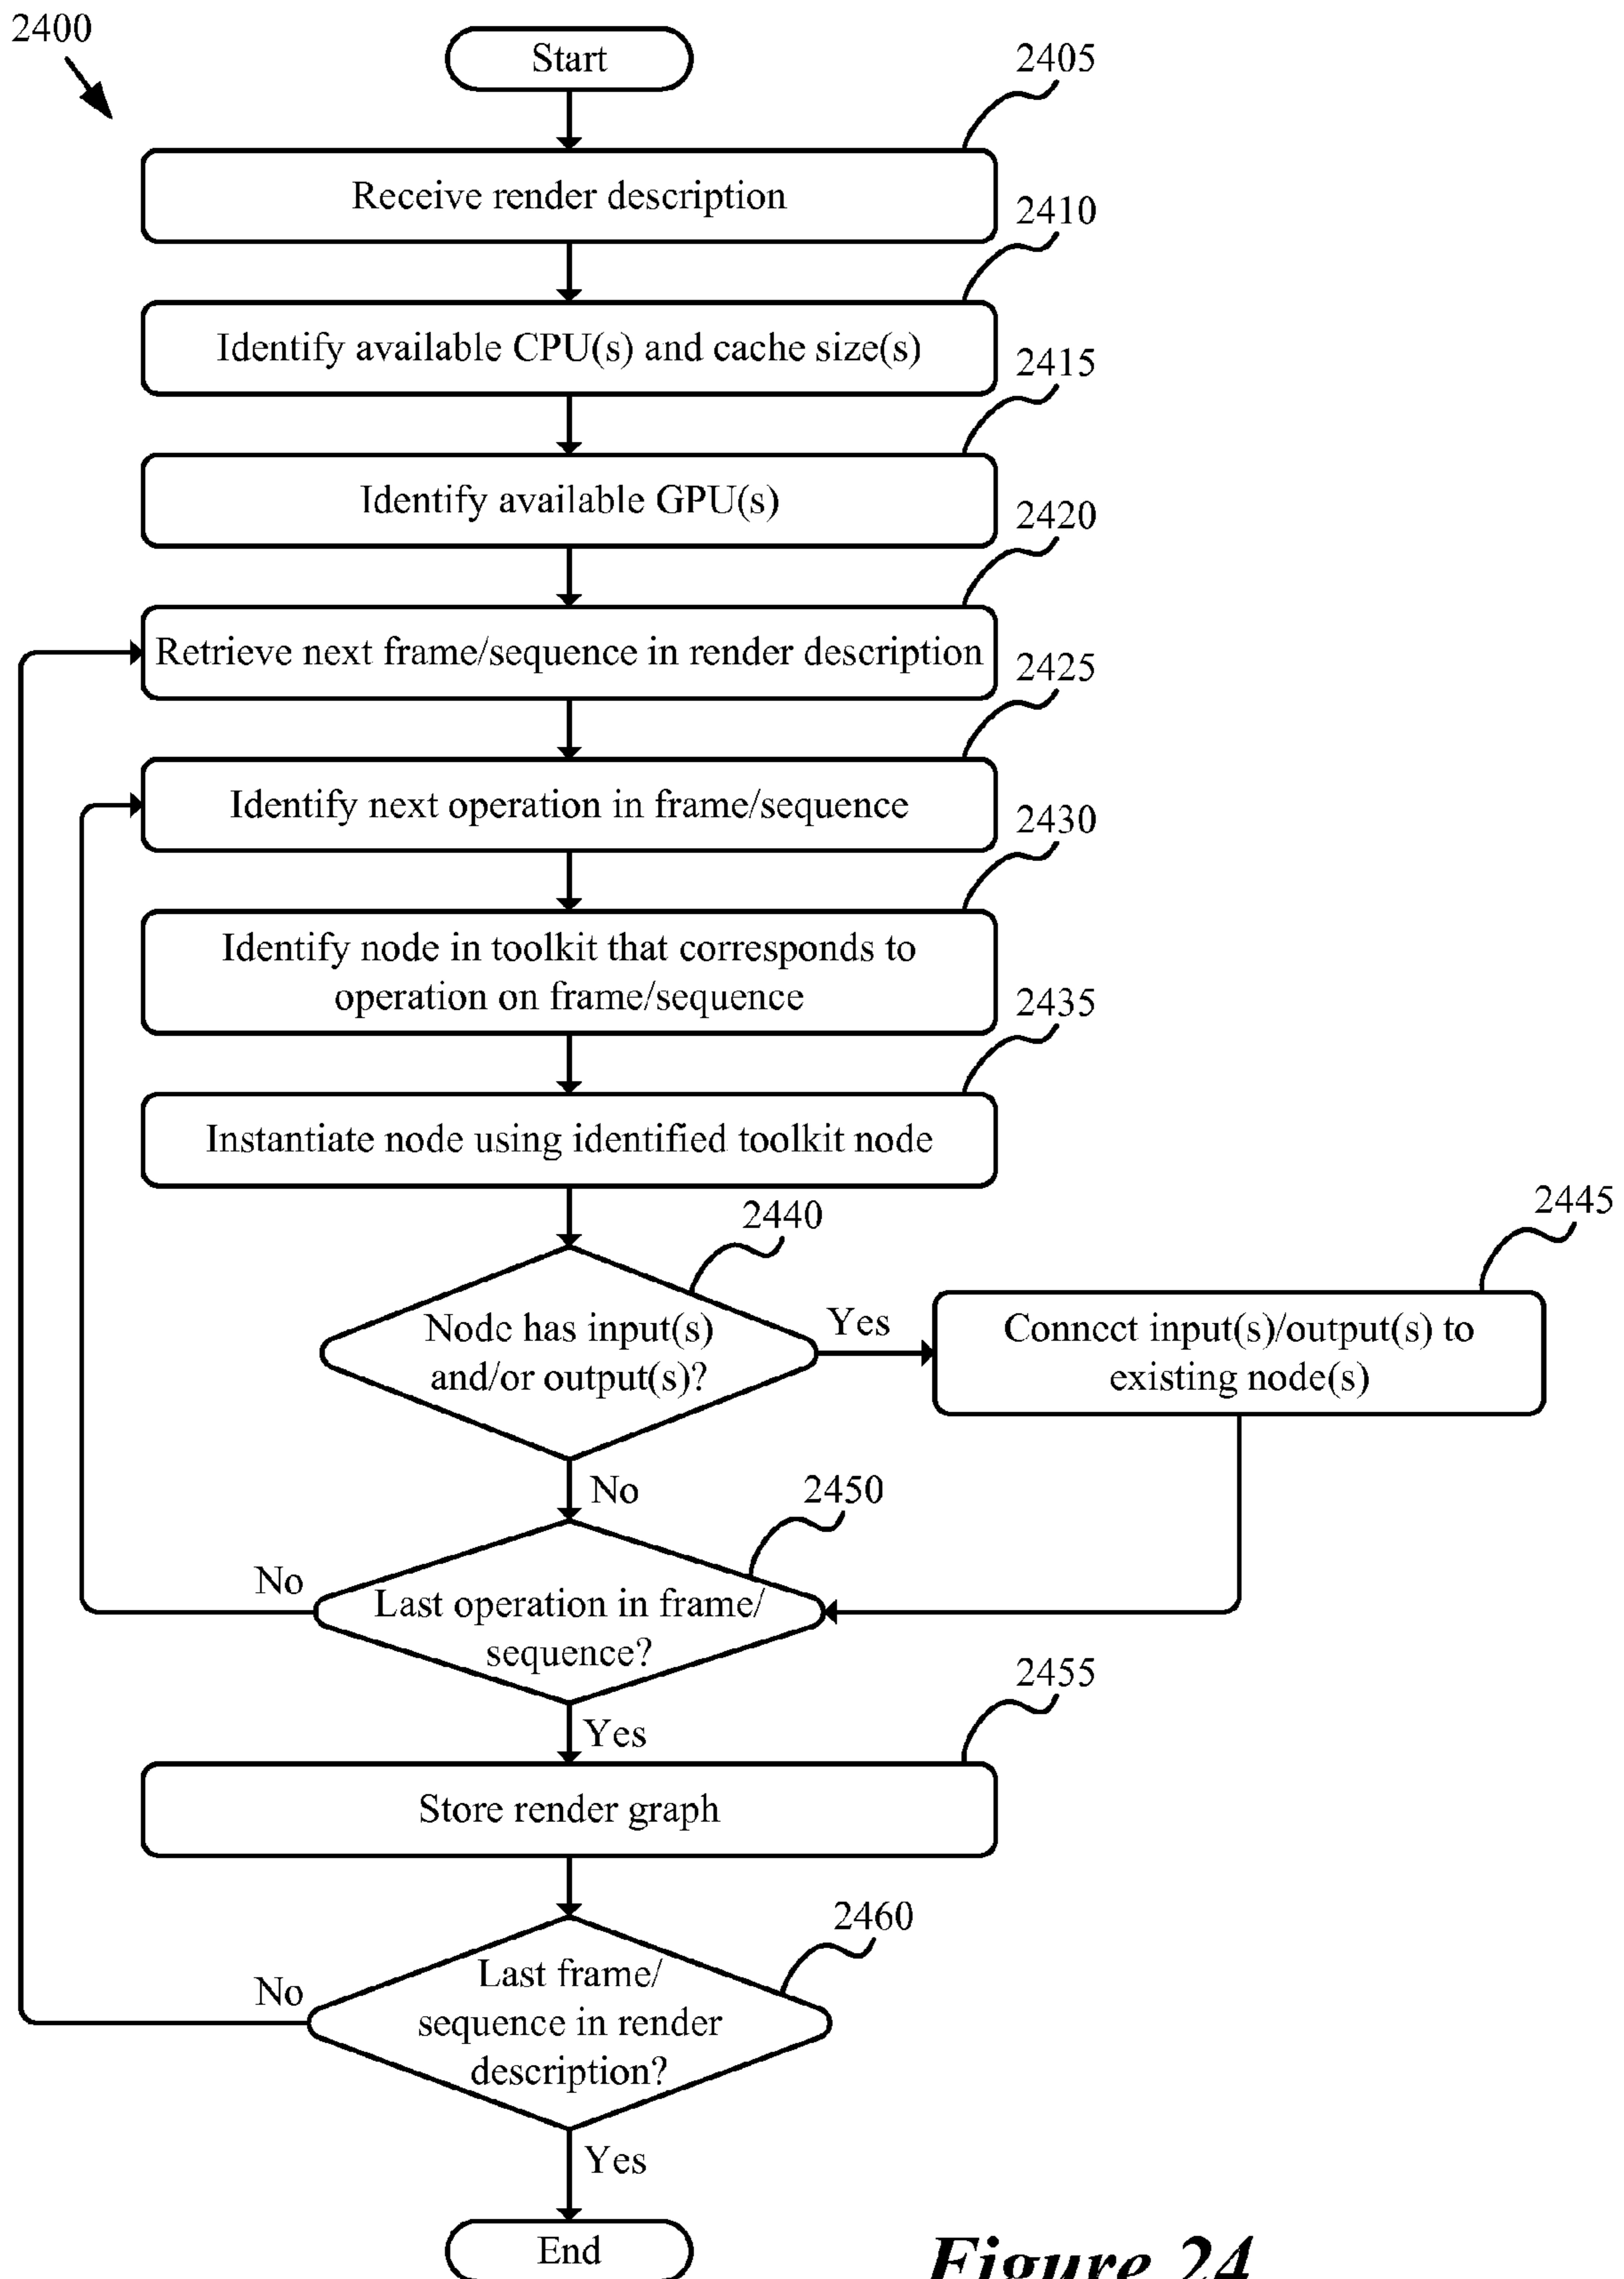 2400
Start
2405
Receive render description
2410
Identify available CPU(s) and cache size(s)
2415
Identify available GPU(s)
2420
Retrieve next frame/sequence in render description
2425
Identify next operation in frame/sequence
2430
Identify node in toolkit that corresponds to
operation on frame/sequence
2435
Instantiate node using identified toolkit node
2440
Node has input(s)
and/or output(s)?
Yes
2445
Connect input(s)/output(s) to
existing node(s)
No
2450
No
Last operation in frame/
sequence?
Yes
2455
Store render graph
2460
No
Last frame/
sequence in render
description?
Yes
End
Figure 24